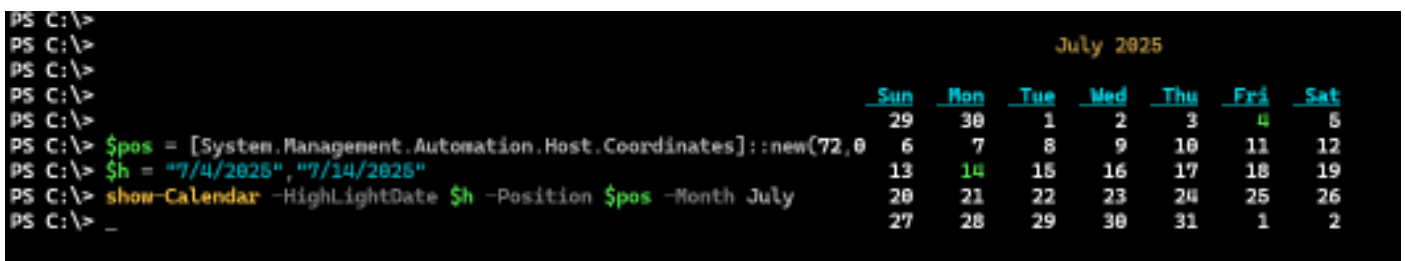 PS C:\>
PS C:\> July 2025
PS C:\>
PS C:\> Sun Mon Tue Wed Thu Fri Sat
PS C:\> 29 30 1 2 3 4 5
PS C:\> $pos = [System.Management.Automation.Host.Coordinates]::new(72,0 6 7 8 9 10 11 12
PS C:\> $h = "7/4/2025","7/14/2025" 13 14 15 16 17 18 19
PS C:\> show-Calendar -HighLightDate $h -Position $pos -Month July 20 21 22 23 24 25 26
PS C:\> _ 27 28 29 30 31 1 2